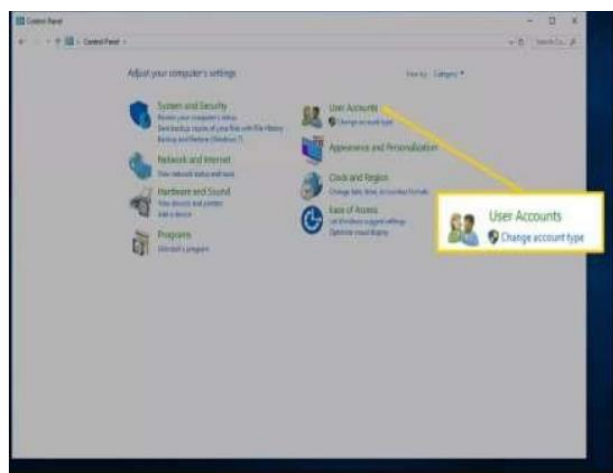 Control Panel
Control Panel
Adjust your computer's settings
View by: Category
System and Security
Review your computer's status
Save backup copies of your files with File History
Backup and Restore (Windows 7)
Network and Internet
View network status and tasks
Hardware and Sound
View devices and printers
Add a device
Programs
Uninstall a program
User Accounts
Change account type
Appearance and Personalization
Clock and Region
Change date, time, or number formats
Ease of Access
Let Windows suggest settings
Optimize visual display
User Accounts
Change account type